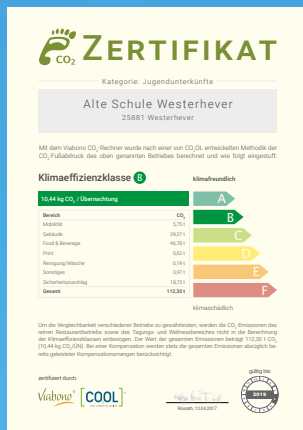 CO2 ZERTIFIKAT
Kategorie: Jugendunterkünfte
Alte Schule Westerhever
25881 Westerhever
Mit dem Viabono CO2-Rechner wurde nach einer von CO2OL entwickelten Methodik der
CO2-Fußabdruck des oben genannten Betriebes berechnet und wie folgt eingestuft:
Klimaeffizienzklasse B
klimafreundlich
10,44 kg CO2 / Übernachtung
A
Bereich CO2
B
Mobilität 5,75 t
Gebäude 39,27 t
C
Food & Beverage 46,78 t
Print 0,62 t
D
Reinigung/Wäsche 0,19 t
Sonstiges 0,97 t
E
Sicherheitszuschlag 18,72 t
Gesamt 112,30 t
F
klimaschädlich
Um die Vergleichbarkeit verschiedener Betriebe zu gewährleisten, werden die CO2-Emissionen des
reinen Restaurantbetriebs sowie des Tagungs- und Wellnessbereiches nicht in die Berechnung
der Klimaeffizienzklassen einbezogen. Der Wert der gesamten Emissionen beträgt 112,30 t CO2
(10,44 kg CO2/ÜN). Bei einer Kompensation werden stets die gesamten Emissionen abzüglich be-
reits geleisteter Kompensationsmengen berücksichtigt.
zertifiziert durch:
gültig bis:
Viabono
[COOL]
2019
Rösrath, 12.04.2017